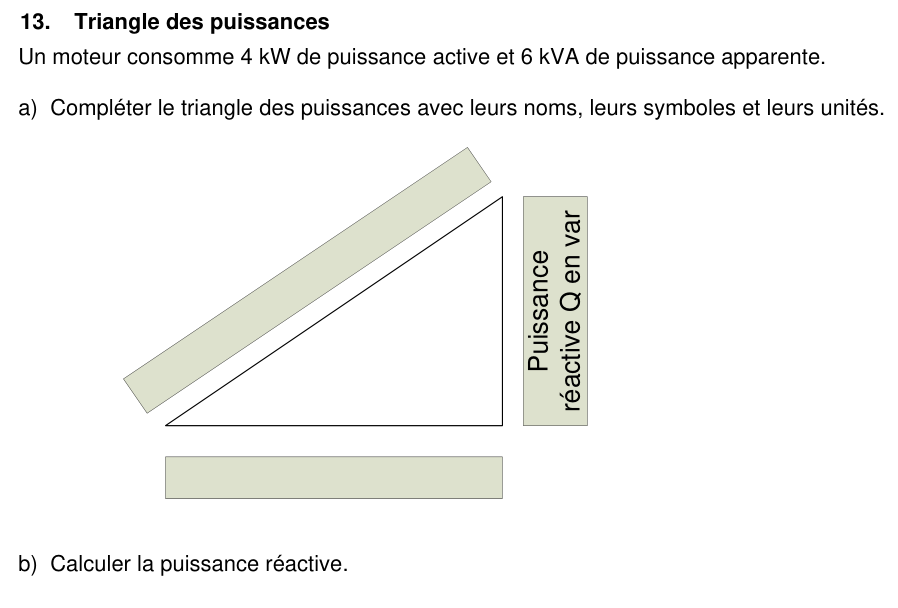 13. Triangle des puissances
Un moteur consomme 4 kW de puissance active et 6 kVA de puissance apparente.
a) Compléter le triangle des puissances avec leurs noms, leurs symboles et leurs unités.
Puissance
réactive Q en var
b) Calculer la puissance réactive.